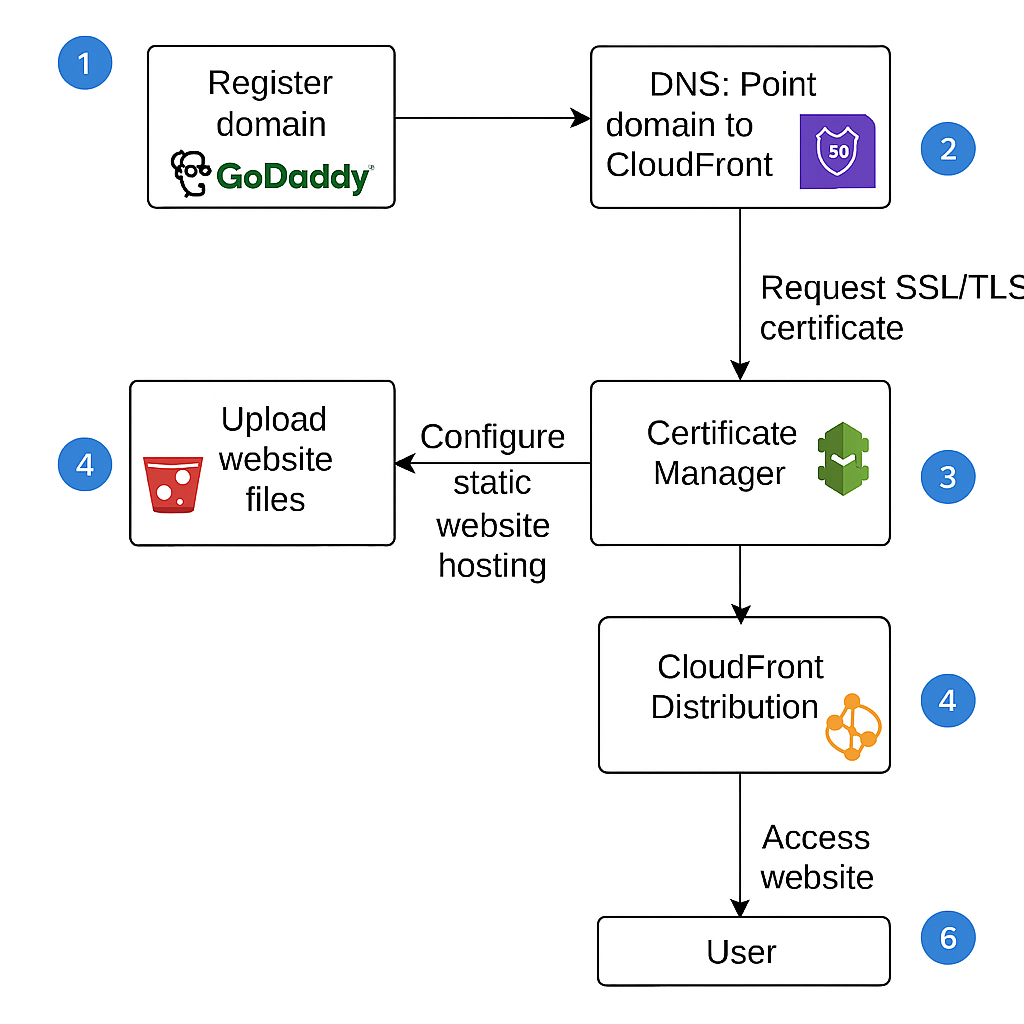 1
Register
domain
GoDaddy
DNS: Point
domain to
CloudFront
50
2
Request SSL/TLS
certificate
4
Upload
website
files
Configure
static
website
hosting
Certificate
Manager
3
CloudFront
Distribution
4
Access
website
User
6